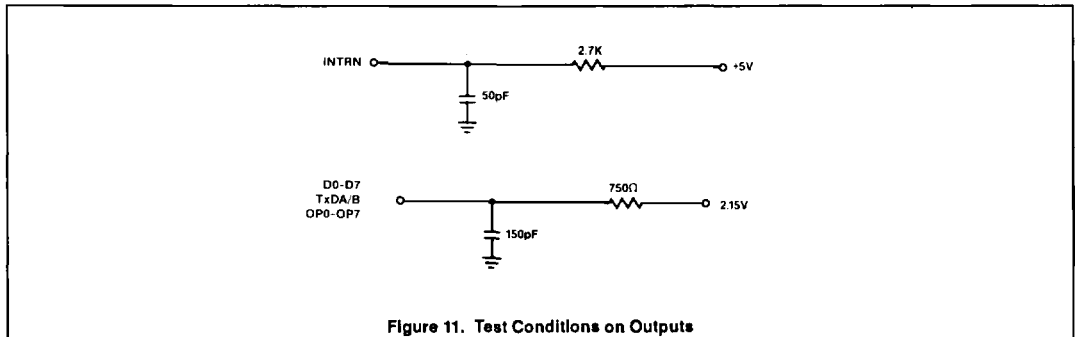 2.7K
INTRN
+5V
50pF
D0-D7
TxDA/B
OP0-OP7
750Ω
2.15V
150pF
Figure 11. Test Conditions on Outputs